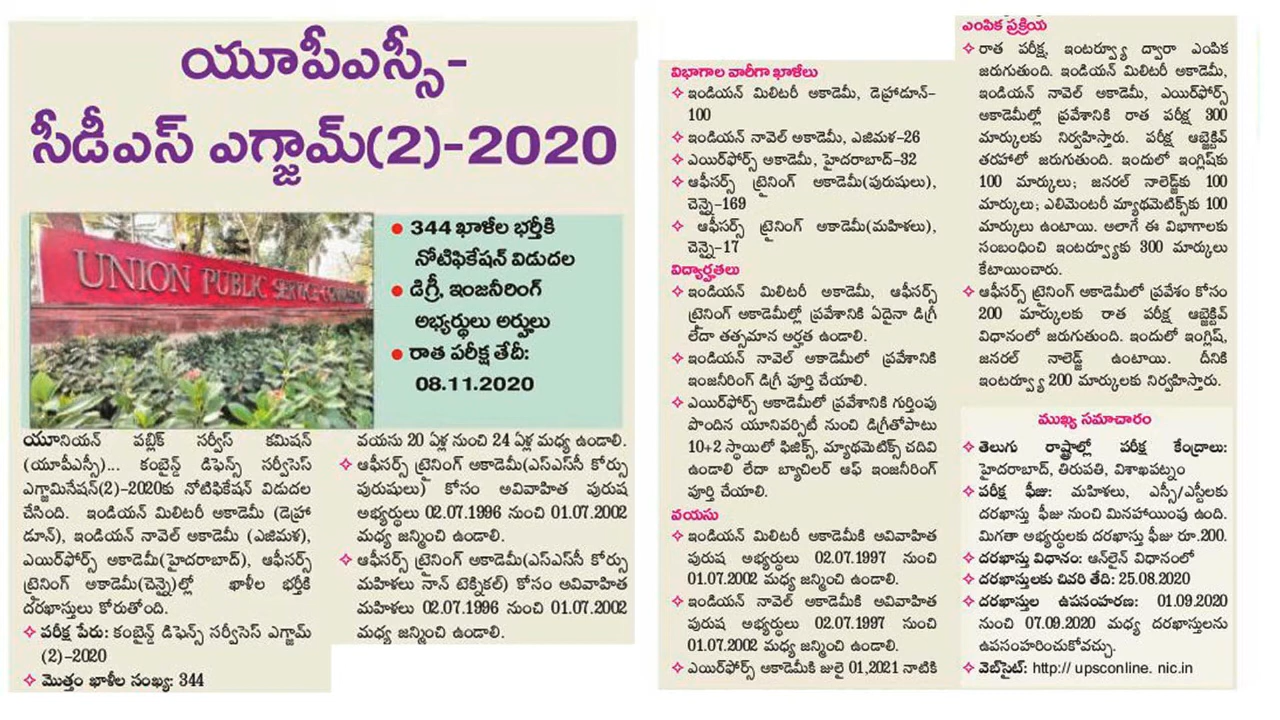 యూపీఎస్సీ-
సీడీఎస్ ఎగ్జామ్(2)-2020
UNION PUBLIC SERVICE COMMISSION
● 344 ఖాళీల భర్తీకి
నోటిఫికేషన్ విడుదల
● డిగ్రీ, ఇంజనీరింగ్
అభ్యర్థులు అర్హులు
● రాత పరీక్ష తేదీ:
08.11.2020
యూనియన్ పబ్లిక్ సర్వీస్ కమిషన్
(యూపీఎస్సీ)... కంబైన్డ్ డిఫెన్స్ సర్వీసెస్
ఎగ్జామినేషన్(2)-2020కు నోటిఫికేషన్ విడుదల
చేసింది. ఇండియన్ మిలిటరీ అకాడెమీ (డెహ్రా
డూన్), ఇండియన్ నావెల్ అకాడెమీ (ఎజిమళ),
ఎయిర్‌ఫోర్స్ అకాడెమీ(హైదరాబాద్), ఆఫీసర్స్
ట్రైనింగ్ అకాడెమీ(చెన్నై)ల్లో ఖాళీల భర్తీకి
దరఖాస్తులు కోరుతోంది.
✧ పరీక్ష పేరు: కంబైన్డ్ డిఫెన్స్ సర్వీసెస్ ఎగ్జామ్
(2)-2020
✧ మొత్తం ఖాళీల సంఖ్య: 344
విభాగాల వారీగా ఖాళీలు
✧ ఇండియన్ మిలిటరీ అకాడెమీ, డెహ్రాడూన్-
100
✧ ఇండియన్ నావెల్ అకాడెమీ, ఎజిమళ-26
✧ ఎయిర్‌ఫోర్స్ అకాడెమీ, హైదరాబాద్-32
✧ ఆఫీసర్స్ ట్రైనింగ్ అకాడెమీ(పురుషులు),
చెన్నై-169
✧ ఆఫీసర్స్ ట్రైనింగ్ అకాడెమీ(మహిళలు),
చెన్నై-17
విద్యార్హతలు
✧ ఇండియన్ మిలిటరీ అకాడెమీ, ఆఫీసర్స్
ట్రైనింగ్ అకాడెమీల్లో ప్రవేశానికి ఏదైనా డిగ్రీ
లేదా తత్సమాన అర్హత ఉండాలి.
✧ ఇండియన్ నావెల్ అకాడెమీలో ప్రవేశానికి
ఇంజనీరింగ్ డిగ్రీ పూర్తి చేయాలి.
✧ ఎయిర్‌ఫోర్స్ అకాడెమీలో ప్రవేశానికి గుర్తింపు
పొందిన యూనివర్సిటీ నుంచి డిగ్రీతోపాటు
10+2 స్థాయిలో ఫిజిక్స్, మ్యాథమెటిక్స్ చదివి
ఉండాలి లేదా బ్యాచిలర్ ఆఫ్ ఇంజనీరింగ్
పూర్తి చేయాలి.
వయసు
✧ ఇండియన్ మిలిటరీ అకాడెమీకి అవివాహిత
పురుష అభ్యర్థులు 02.07.1997 నుంచి
01.07.2002 మధ్య జన్మించి ఉండాలి.
✧ ఇండియన్ నావెల్ అకాడెమీకి అవివాహిత
పురుష అభ్యర్థులు 02.07.1997 నుంచి
01.07.2002 మధ్య జన్మించి ఉండాలి.
✧ ఎయిర్‌ఫోర్స్ అకాడెమీకి జులై 01,2021 నాటికి
వయసు 20 ఏళ్ల నుంచి 24 ఏళ్ల మధ్య ఉండాలి.
✧ ఆఫీసర్స్ ట్రైనింగ్ అకాడెమీ(ఎస్ఎస్‌సీ కోర్సు
పురుషులు) కోసం అవివాహిత పురుష
అభ్యర్థులు 02.07.1996 నుంచి 01.07.2002
మధ్య జన్మించి ఉండాలి.
✧ ఆఫీసర్స్ ట్రైనింగ్ అకాడెమీ(ఎస్ఎస్‌సీ కోర్సు
మహిళలు నాన్ టెక్నికల్) కోసం అవివాహిత
మహిళలు 02.07.1996 నుంచి 01.07.2002
మధ్య జన్మించి ఉండాలి.
ఎంపిక ప్రక్రియ
✧ రాత పరీక్ష, ఇంటర్వ్యూ ద్వారా ఎంపిక
జరుగుతుంది. ఇండియన్ మిలిటరీ అకాడెమీ,
ఇండియన్ నావెల్ అకాడెమీ, ఎయిర్‌ఫోర్స్
అకాడెమీల్లో ప్రవేశానికి రాత పరీక్ష 300
మార్కులకు నిర్వహిస్తారు. పరీక్ష ఆబ్జెక్టివ్
తరహాలో జరుగుతుంది. ఇందులో ఇంగ్లిష్‌కు
100 మార్కులు; జనరల్ నాలెడ్జ్‌కు 100
మార్కులు; ఎలిమెంటరీ మ్యాథమెటిక్స్‌కు 100
మార్కులు ఉంటాయి. అలాగే ఈ విభాగాలకు
సంబంధించి ఇంటర్వ్యూకు 300 మార్కులు
కేటాయించారు.
✧ ఆఫీసర్స్ ట్రైనింగ్ అకాడెమీలో ప్రవేశం కోసం
200 మార్కులకు రాత పరీక్ష ఆబ్జెక్టివ్
విధానంలో జరుగుతుంది. ఇందులో ఇంగ్లిష్,
జనరల్ నాలెడ్జ్ ఉంటాయి. దీనికి
ఇంటర్వ్యూ 200 మార్కులకు నిర్వహిస్తారు.
ముఖ్య సమాచారం
✧ తెలుగు రాష్ట్రాల్లో పరీక్ష కేంద్రాలు:
హైదరాబాద్, తిరుపతి, విశాఖపట్నం
✧ పరీక్ష ఫీజు: మహిళలు, ఎస్సీ/ఎస్టీలకు
దరఖాస్తు ఫీజు నుంచి మినహాయింపు ఉంది.
మిగతా అభ్యర్థులకు దరఖాస్తు ఫీజు రూ.200.
✧ దరఖాస్తు విధానం: ఆన్‌లైన్ విధానంలో
✧ దరఖాస్తులకు చివరి తేది: 25.08.2020
✧ దరఖాస్తుల ఉపసంహరణ: 01.09.2020
నుంచి 07.09.2020 మధ్య దరఖాస్తులను
ఉపసంహరించుకోవచ్చు.
✧ వెబ్‌సైట్: http:// upsconline. nic.in